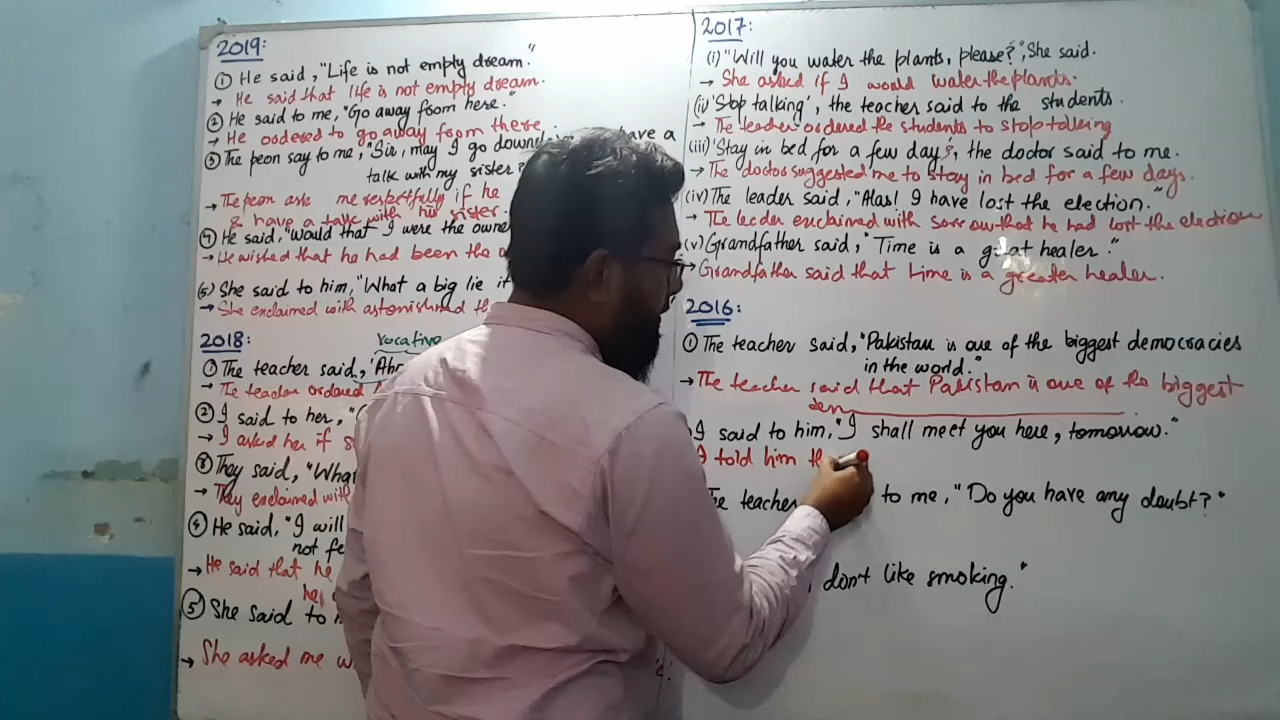 2019:
① He said, "Life is not empty dream."
→ He said that life is not empty dream.
② He said to me, "Go away from here."
→ He ordered to go away from there
③ The peon say to me, "Sir, may I go down have a
talk with my sister?
→ The peon ask me respectfully if he
& have a talk with his sister.
④ He said, "Would that I were the
→ He wished that he had been the
(5) She said to him, "What a big lie it
→ She exclaimed with astonished
2018:
vocative
① The teacher said,
→ The teacher ordered
② I said to her, "
→ I asked her if
③ They said, "What
→ They exclaimed with
④ He said, "I will
not
→ He said that he
he
⑤ She said to
→ She asked me
2017:
(i) "Will you water the plants, please?", She said.
→ She asked if I would water the plants.
(ii) 'Stop talking', the teacher said to the students.
→ The teacher ordered the students to stop talking
(iii) 'Stay in bed for a few days', the doctor said to me.
→ The doctor suggested me to stay in bed for a few days.
(iv) The leader said, "Alas! I have lost the election."
→ The leader exclaimed with sorrow that he had lost the election
(v) Grandfather said, "Time is a great healer."
→ Grandfather said that time is a greater healer.
2016:
① The teacher said, "Pakistan is one of the biggest democracies
in the world."
→ The teacher said that Pakistan is one of the biggest
dem
I said to him, "I shall meet you here, tomorrow."
I told him th
The teacher to me, "Do you have any doubt?"
don't like smoking."